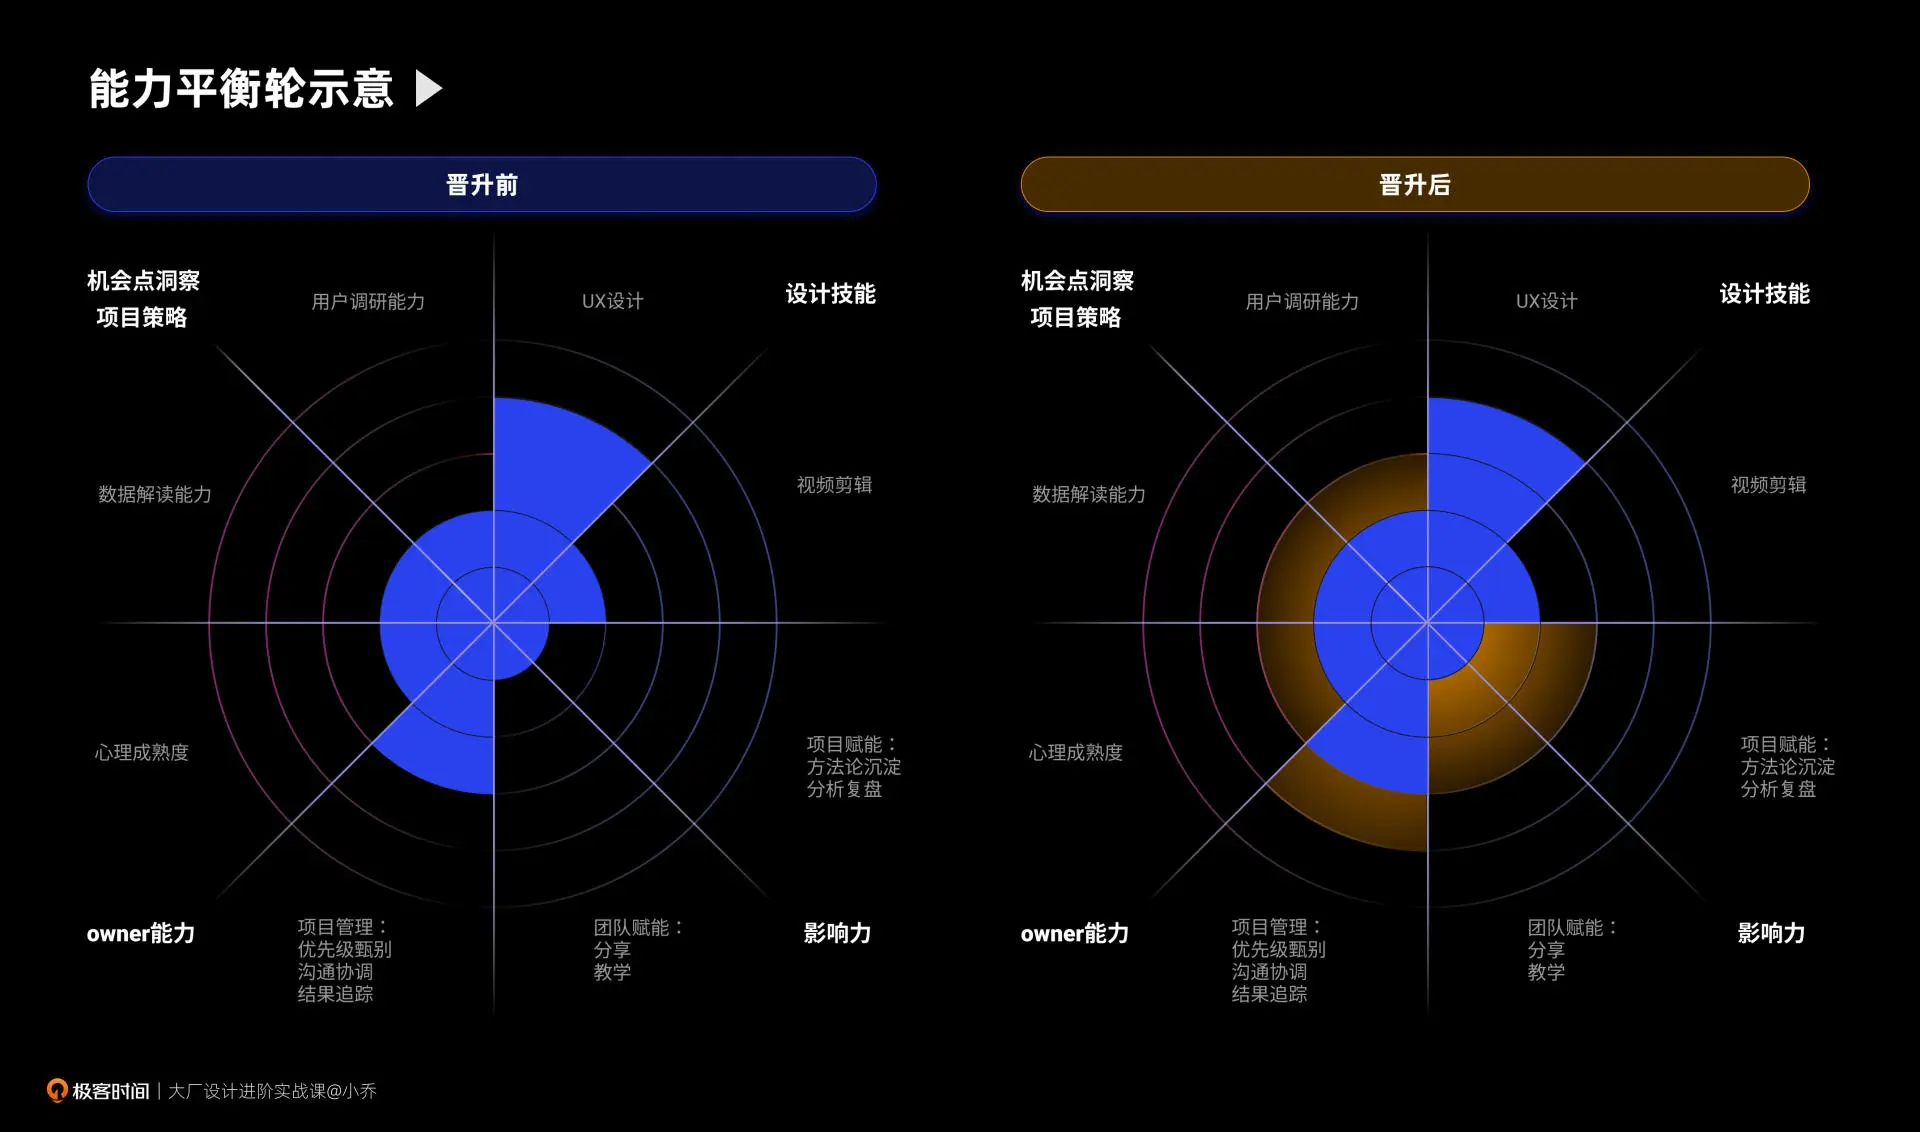 能力平衡轮示意
晋升前
机会点洞察
项目策略
用户调研能力
UX设计
设计技能
数据解读能力
视频剪辑
心理成熟度
项目赋能：
方法论沉淀
分析复盘
owner能力
项目管理：
优先级甄别
沟通协调
结果追踪
团队赋能：
分享
教学
影响力
晋升后
机会点洞察
项目策略
用户调研能力
UX设计
设计技能
数据解读能力
视频剪辑
心理成熟度
项目赋能：
方法论沉淀
分析复盘
owner能力
项目管理：
优先级甄别
沟通协调
结果追踪
团队赋能：
分享
教学
影响力
极客时间 | 大厂设计进阶实战课@小乔